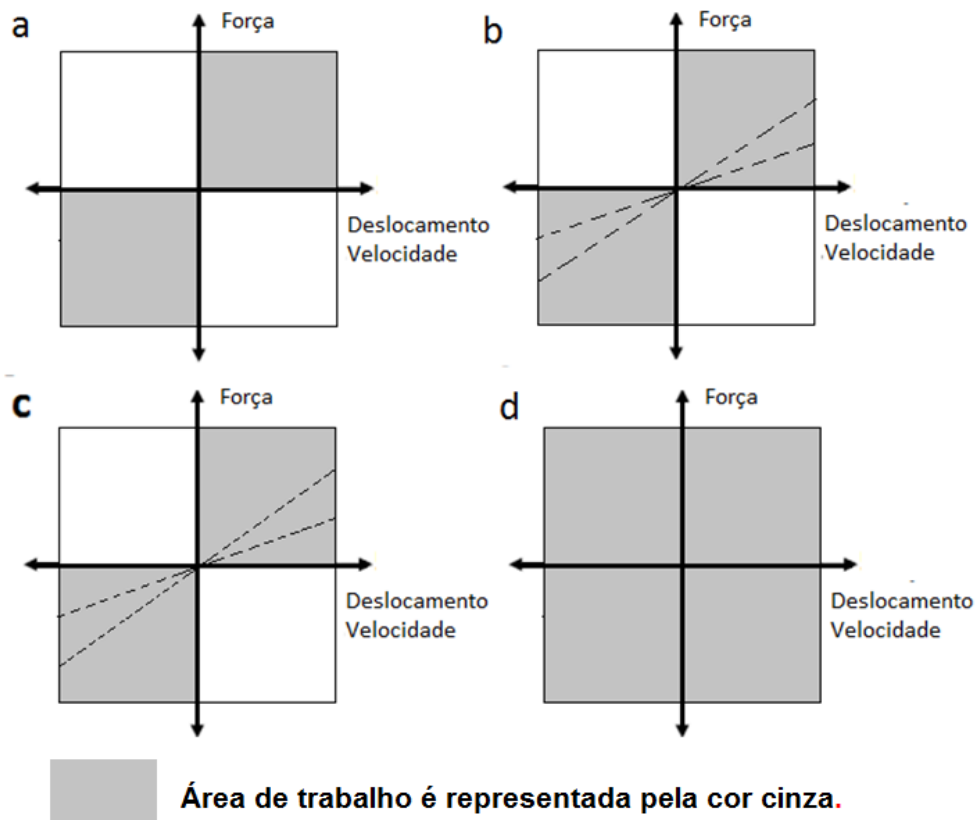 a
Força
Deslocamento
Velocidade
b
Força
Deslocamento
Velocidade
c
Força
Deslocamento
Velocidade
d
Força
Deslocamento
Velocidade
Área de trabalho é representada pela cor cinza.